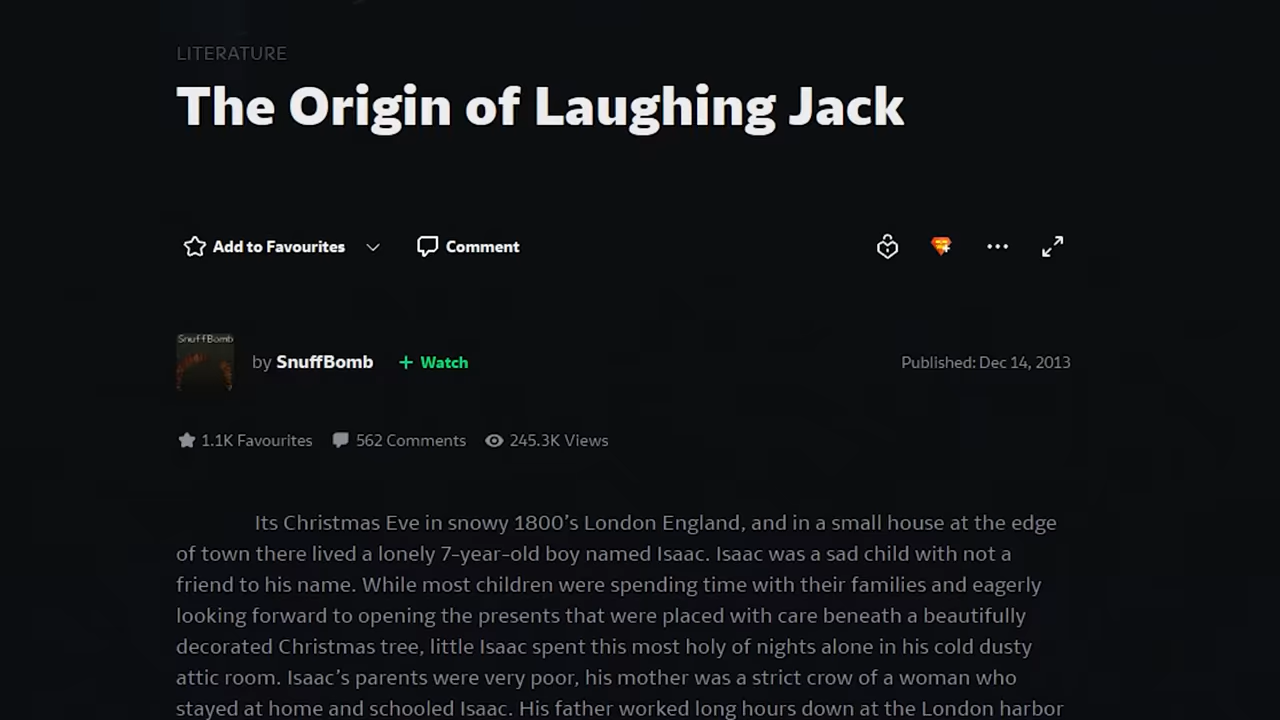 LITERATURE
The Origin of Laughing Jack
Add to Favourites Comment
SnuffBomb
by SnuffBomb + Watch Published: Dec 14, 2013
1.1K Favourites 562 Comments 245.3K Views
Its Christmas Eve in snowy 1800’s London England, and in a small house at the edge
of town there lived a lonely 7-year-old boy named Isaac. Isaac was a sad child with not a
friend to his name. While most children were spending time with their families and eagerly
looking forward to opening the presents that were placed with care beneath a beautifully
decorated Christmas tree, little Isaac spent this most holy of nights alone in his cold dusty
attic room. Isaac’s parents were very poor, his mother was a strict crow of a woman who
stayed at home and schooled Isaac. His father worked long hours down at the London harbor